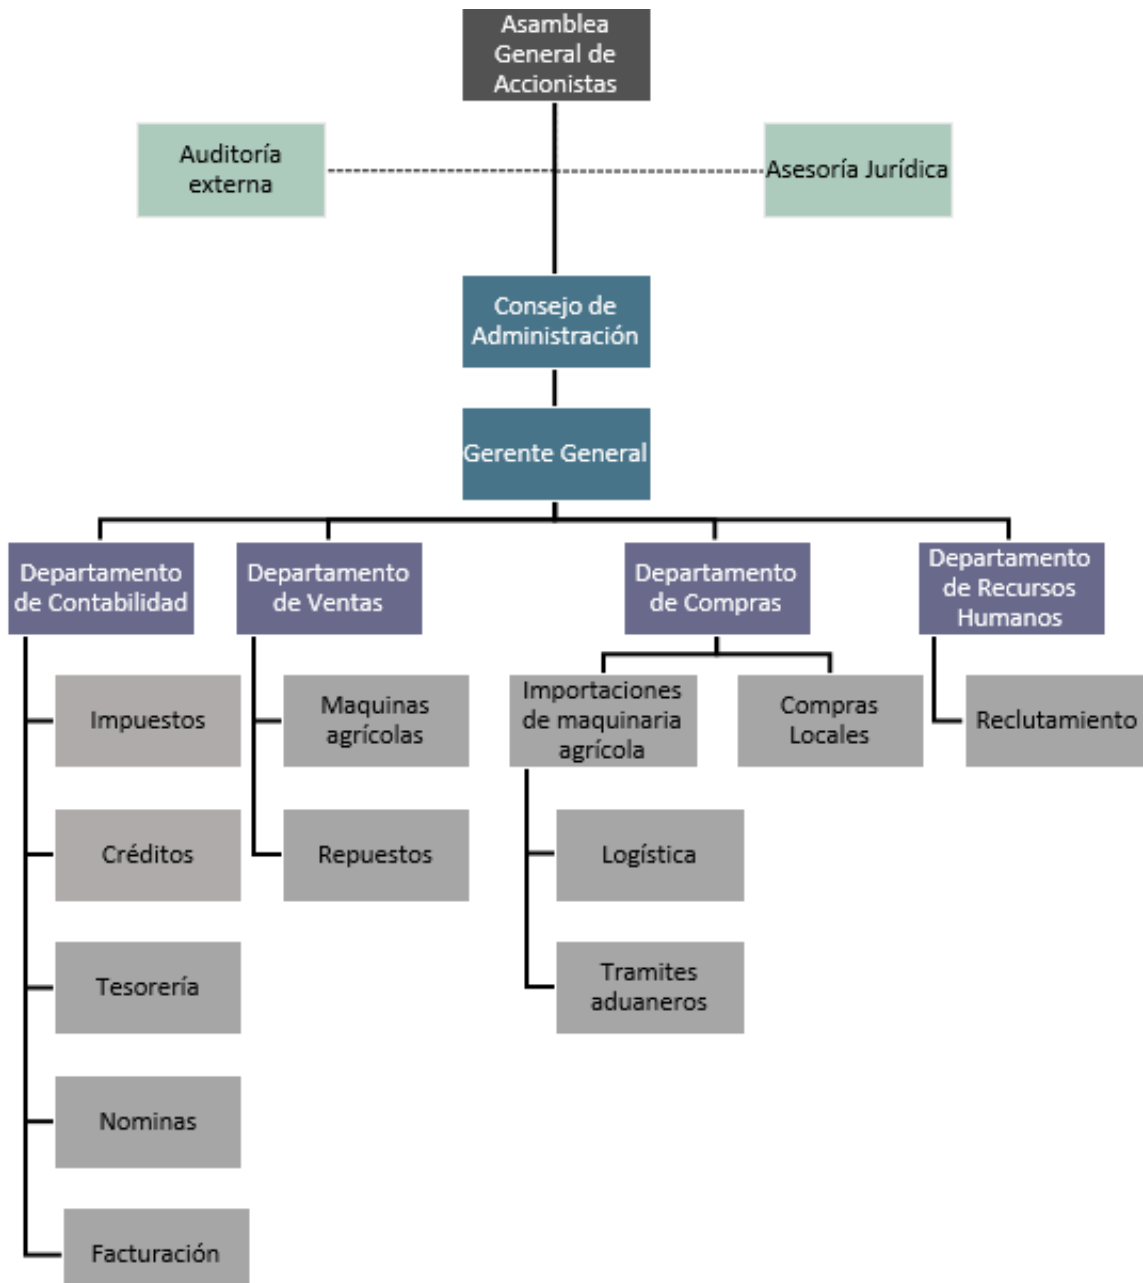 Asamblea
General de
Accionistas
Auditoría
externa
Asesoría Jurídica
Consejo de
Administración
Gerente General
Departamento
de Contabilidad
Departamento
de Ventas
Departamento
de Compras
Departamento
de Recursos
Humanos
Impuestos
Maquinas
agrícolas
Importaciones
de maquinaria
agrícola
Compras
Locales
Reclutamiento
Créditos
Repuestos
Logística
Tesorería
Tramites
aduaneros
Nominas
Facturación